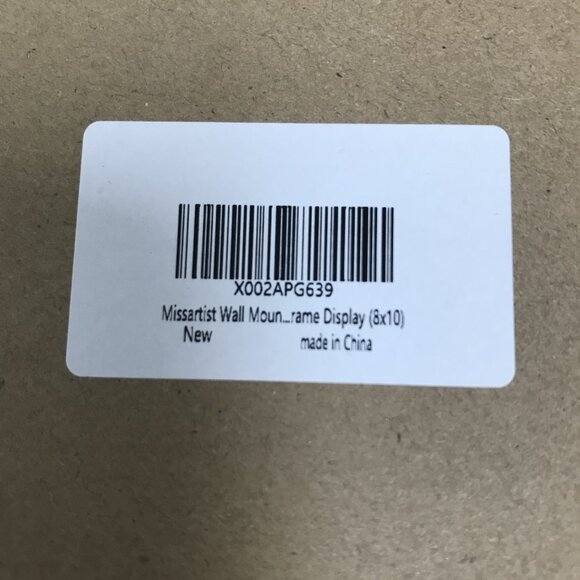 X002APG639
Missartist Wall Moun...rame Display (8x10)
New made in China